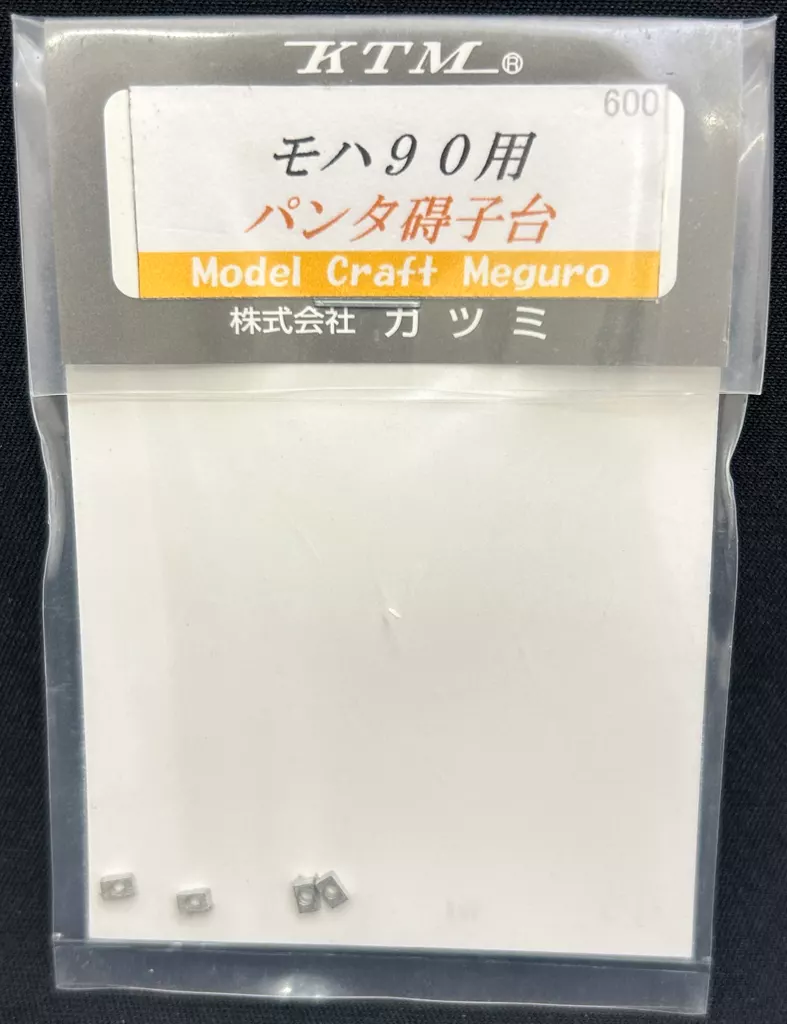 KTM®
600
モハ90用
パンタ碍子台
Model Craft Meguro
株式会社 カツミ